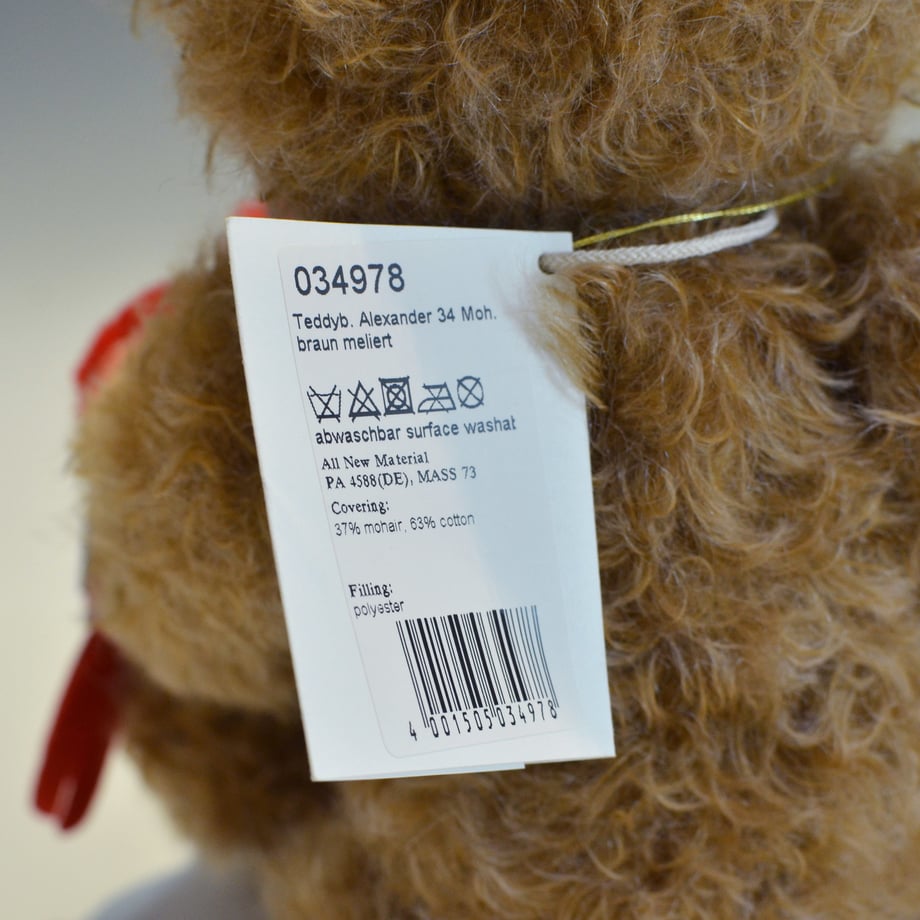 034978
Teddyb. Alexander 34 Moh.
braun meliert
abwaschbar surface washat
All New Material
PA 4588(DE), MASS 73
Covering:
37% mohair, 63% cotton
Filling:
polyester
4 001505 034978